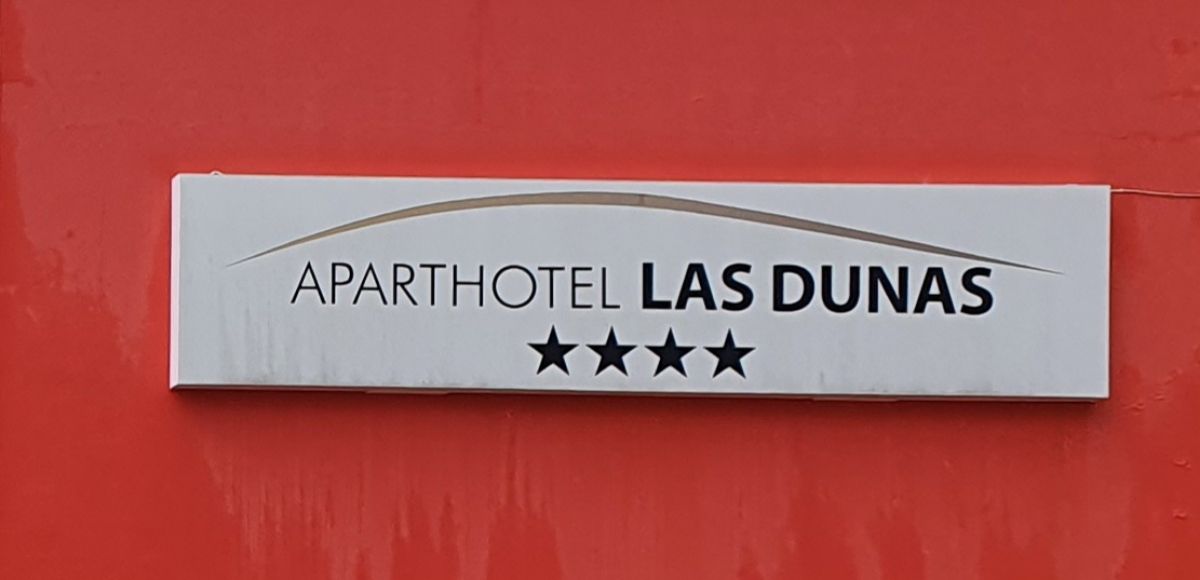 APARTHOTEL LAS DUNAS
★★★★